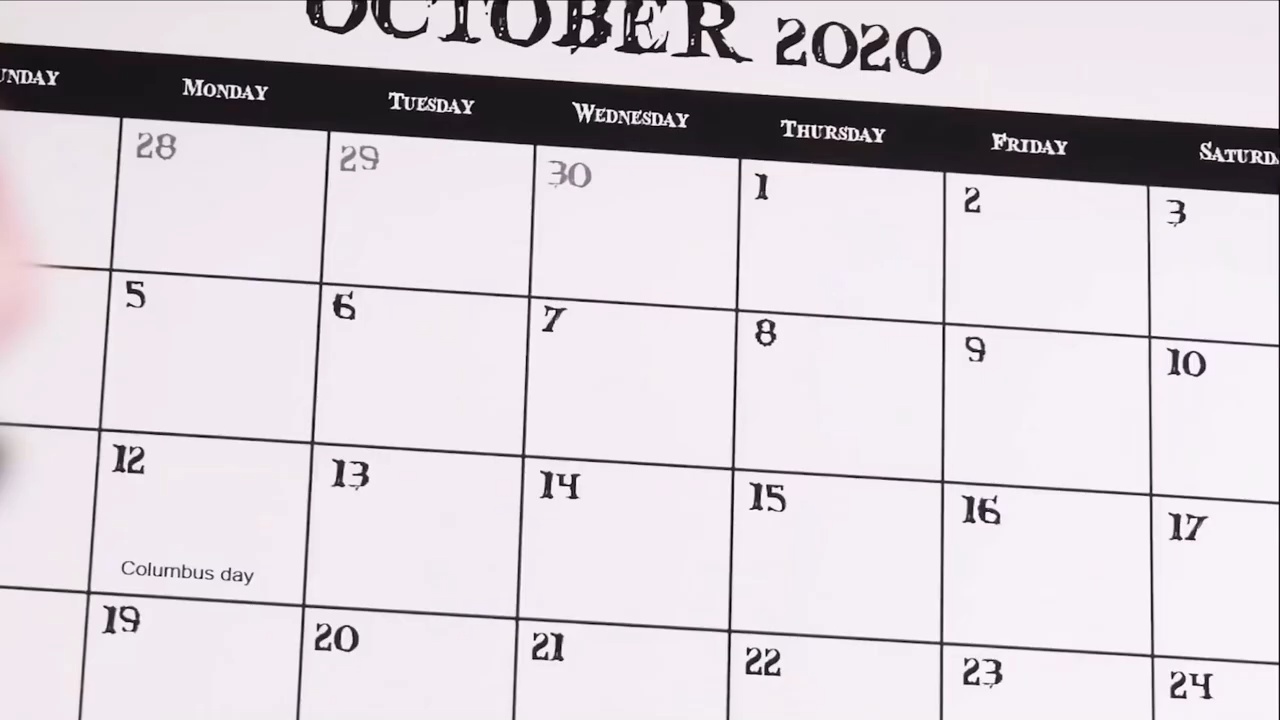 OCTOBER 2020
UNDAY MONDAY TUESDAY WEDNESDAY THURSDAY FRIDAY SATURD
28 29 30 1 2 3
5 6 7 8 9 10
12 13 14 15 16 17
Columbus day
19 20 21 22 23 24